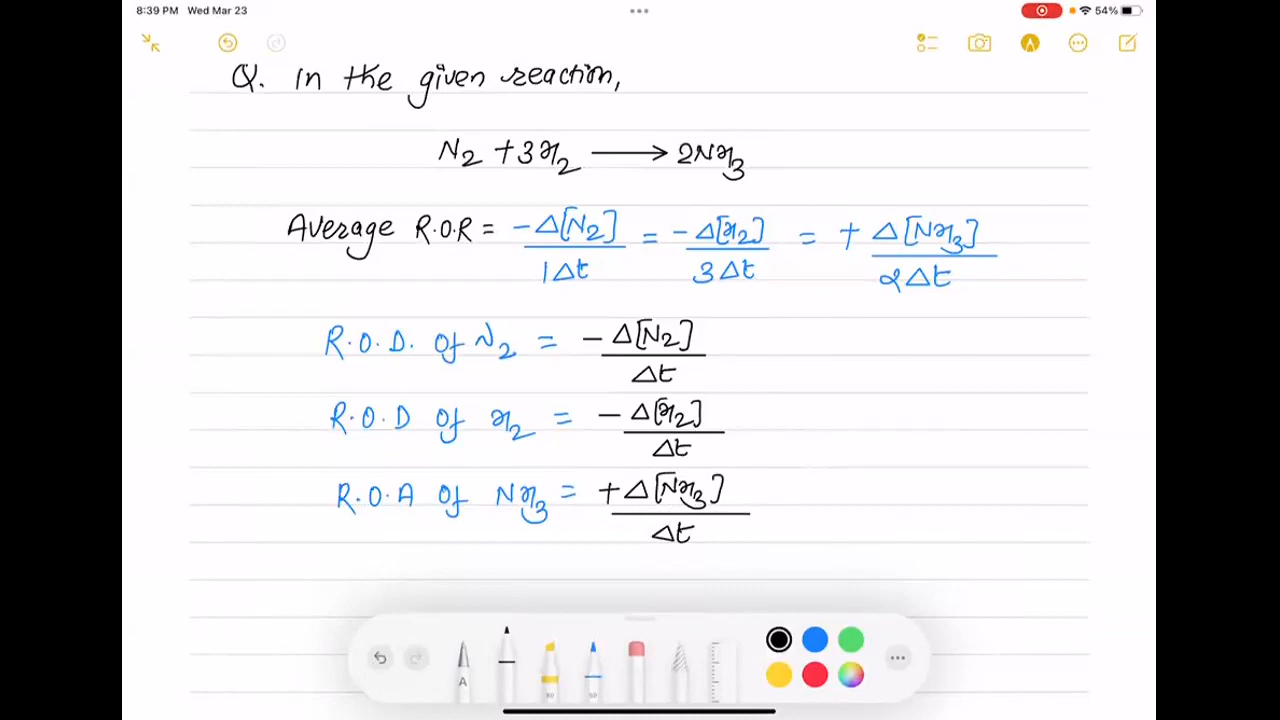 8:39 PM Wed Mar 23
54%
Q. In the given reaction,
N₂ + 3H₂ ⟶ 2NH₃
Average R.O.R = -Δ[N₂]/1Δt = -Δ[H₂]/3Δt = +Δ[NH₃]/2Δt
R.O.D. of N₂ = -Δ[N₂]/Δt
R.O.D of H₂ = -Δ[H₂]/Δt
R.O.A of NH₃ = +Δ[NH₃]/Δt
A